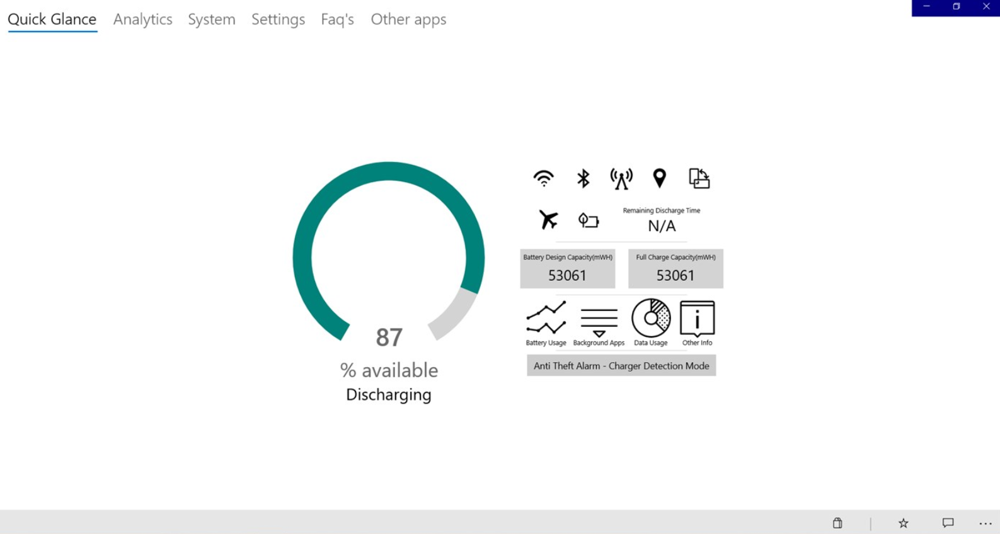 Quick Glance Analytics System Settings Faq's Other apps
Remaining Discharge Time
N/A
Battery Design Capacity(mWH)
53061
Full Charge Capacity(mWH)
53061
Battery Usage Background Apps Data Usage Other Info
Anti Theft Alarm - Charger Detection Mode
87
% available
Discharging